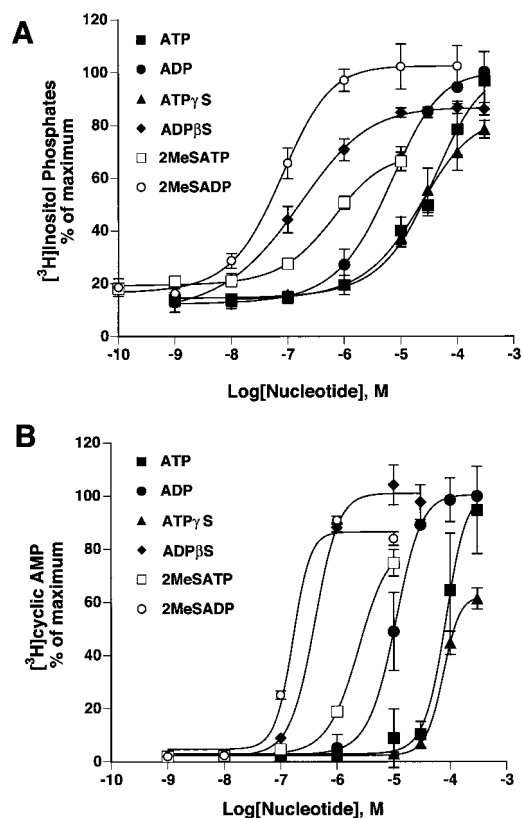 A
[³H]Inositol Phosphates
% of maximum
120
100
80
60
40
20
0
ATP
ADP
ATPγS
ADPβS
2MeSATP
2MeSADP
-10 -9 -8 -7 -6 -5 -4 -3
Log[Nucleotide], M
B
[³H]cyclic AMP
% of maximum
120
100
80
60
40
20
0
ATP
ADP
ATPγ S
ADPβS
2MeSATP
2MeSADP
-10 -9 -8 -7 -6 -5 -4 -3
Log[Nucleotide], M